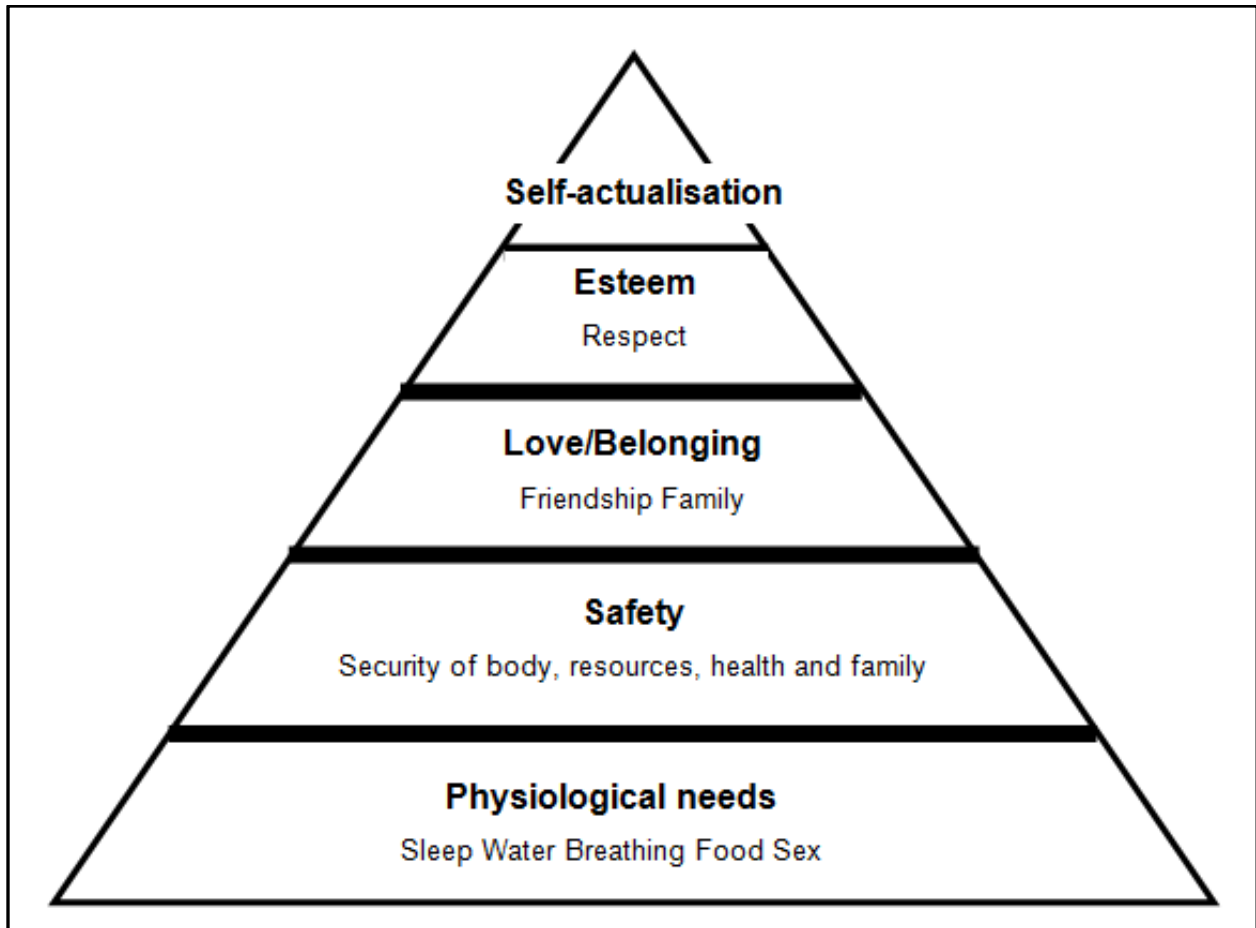 Self-actualisation
Esteem
Respect
Love/Belonging
Friendship Family
Safety
Security of body, resources, health and family
Physiological needs
Sleep Water Breathing Food Sex